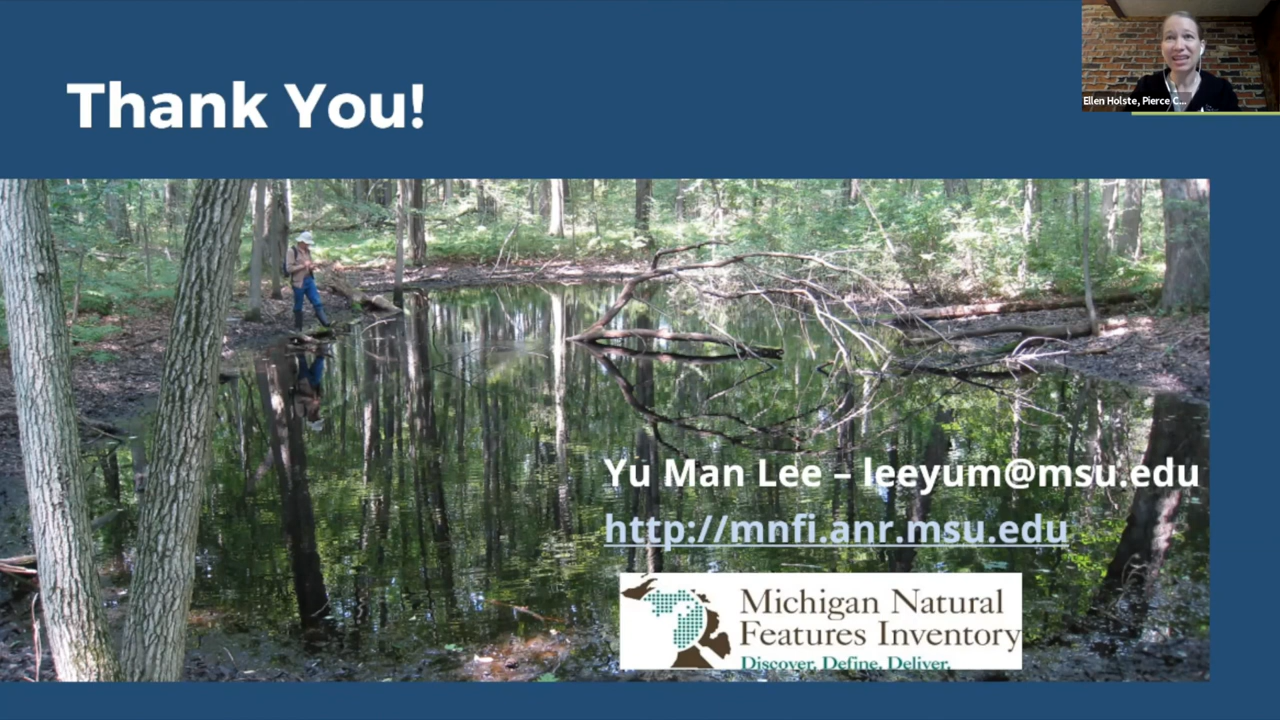 Thank You!
Ellen Holste, Pierce C...
Yu Man Lee – leeyum@msu.edu
http://mnfi.anr.msu.edu
Michigan Natural
Features Inventory
Discover. Define. Deliver.